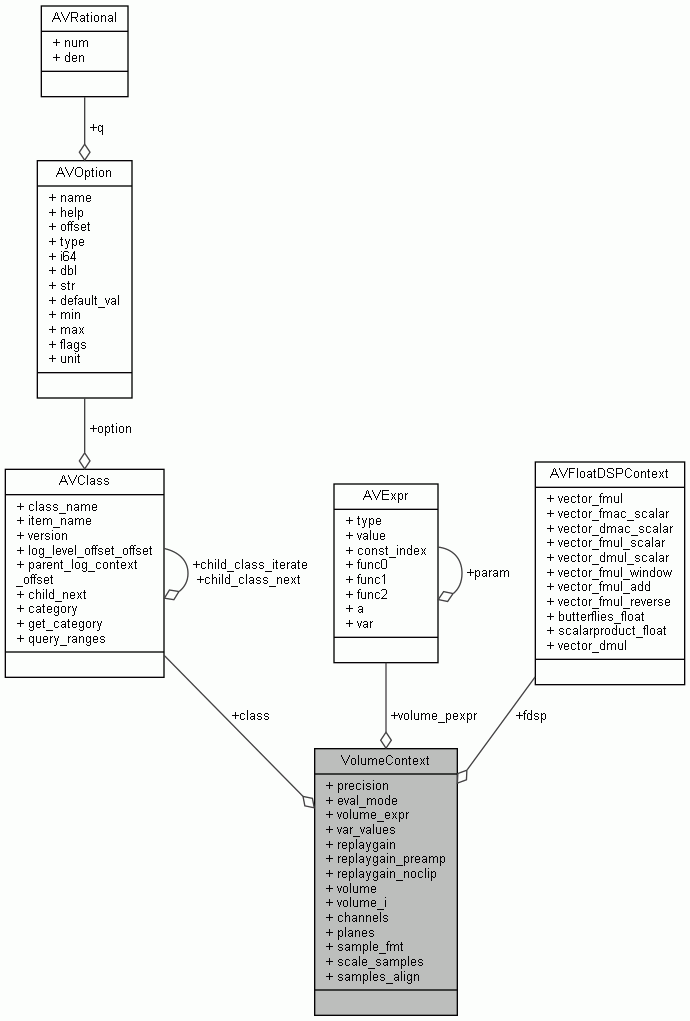 AVRational
+ num
+ den
+q
AVOption
+ name
+ help
+ offset
+ type
+ i64
+ dbl
+ str
+ default_val
+ min
+ max
+ flags
+ unit
+option
AVClass
+ class_name
+ item_name
+ version
+ log_level_offset_offset
+ parent_log_context
_offset
+ child_next
+ category
+ get_category
+ query_ranges
+child_class_iterate
+child_class_next
AVExpr
+ type
+ value
+ const_index
+ func0
+ func1
+ func2
+ a
+ var
+param
AVFloatDSPContext
+ vector_fmul
+ vector_fmac_scalar
+ vector_dmac_scalar
+ vector_fmul_scalar
+ vector_dmul_scalar
+ vector_fmul_window
+ vector_fmul_add
+ vector_fmul_reverse
+ butterflies_float
+ scalarproduct_float
+ vector_dmul
+class
+volume_pexpr
+fdsp
VolumeContext
+ precision
+ eval_mode
+ volume_expr
+ var_values
+ replaygain
+ replaygain_preamp
+ replaygain_noclip
+ volume
+ volume_i
+ channels
+ planes
+ sample_fmt
+ scale_samples
+ samples_align